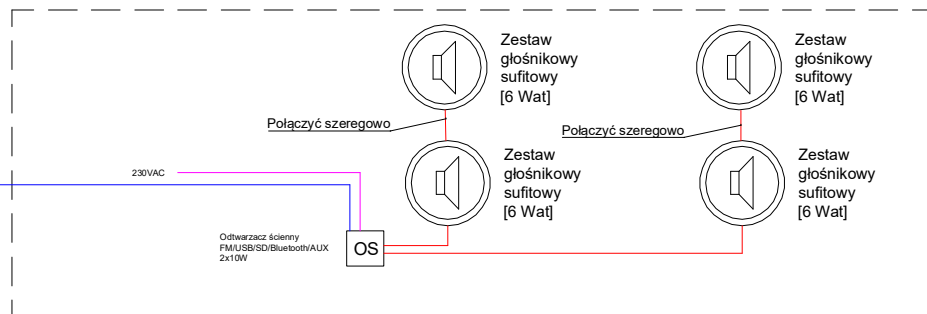 Zestaw
głośnikowy
sufitowy
[6 Wat]
Zestaw
głośnikowy
sufitowy
[6 Wat]
Połączyć szeregowo
Połączyć szeregowo
Zestaw
głośnikowy
sufitowy
[6 Wat]
Zestaw
głośnikowy
sufitowy
[6 Wat]
230VAC
Odtwarzacz ścienny
FM/USB/SD/Bluetooth/AUX
2x10W
OS